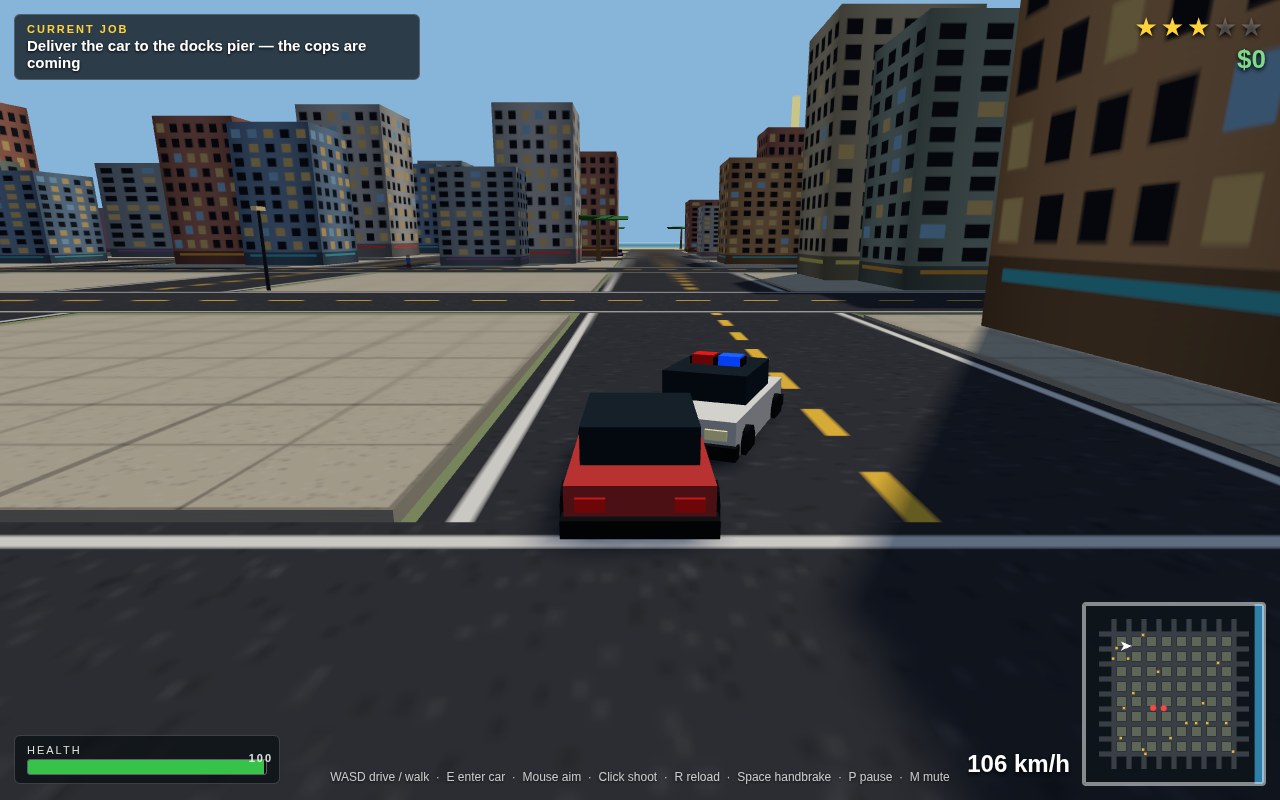 CURRENT JOB
Deliver the car to the docks pier — the cops are
coming
$0
HEALTH
100
WASD drive / walk · E enter car · Mouse aim · Click shoot · R reload · Space handbrake · P pause · M mute
106 km/h